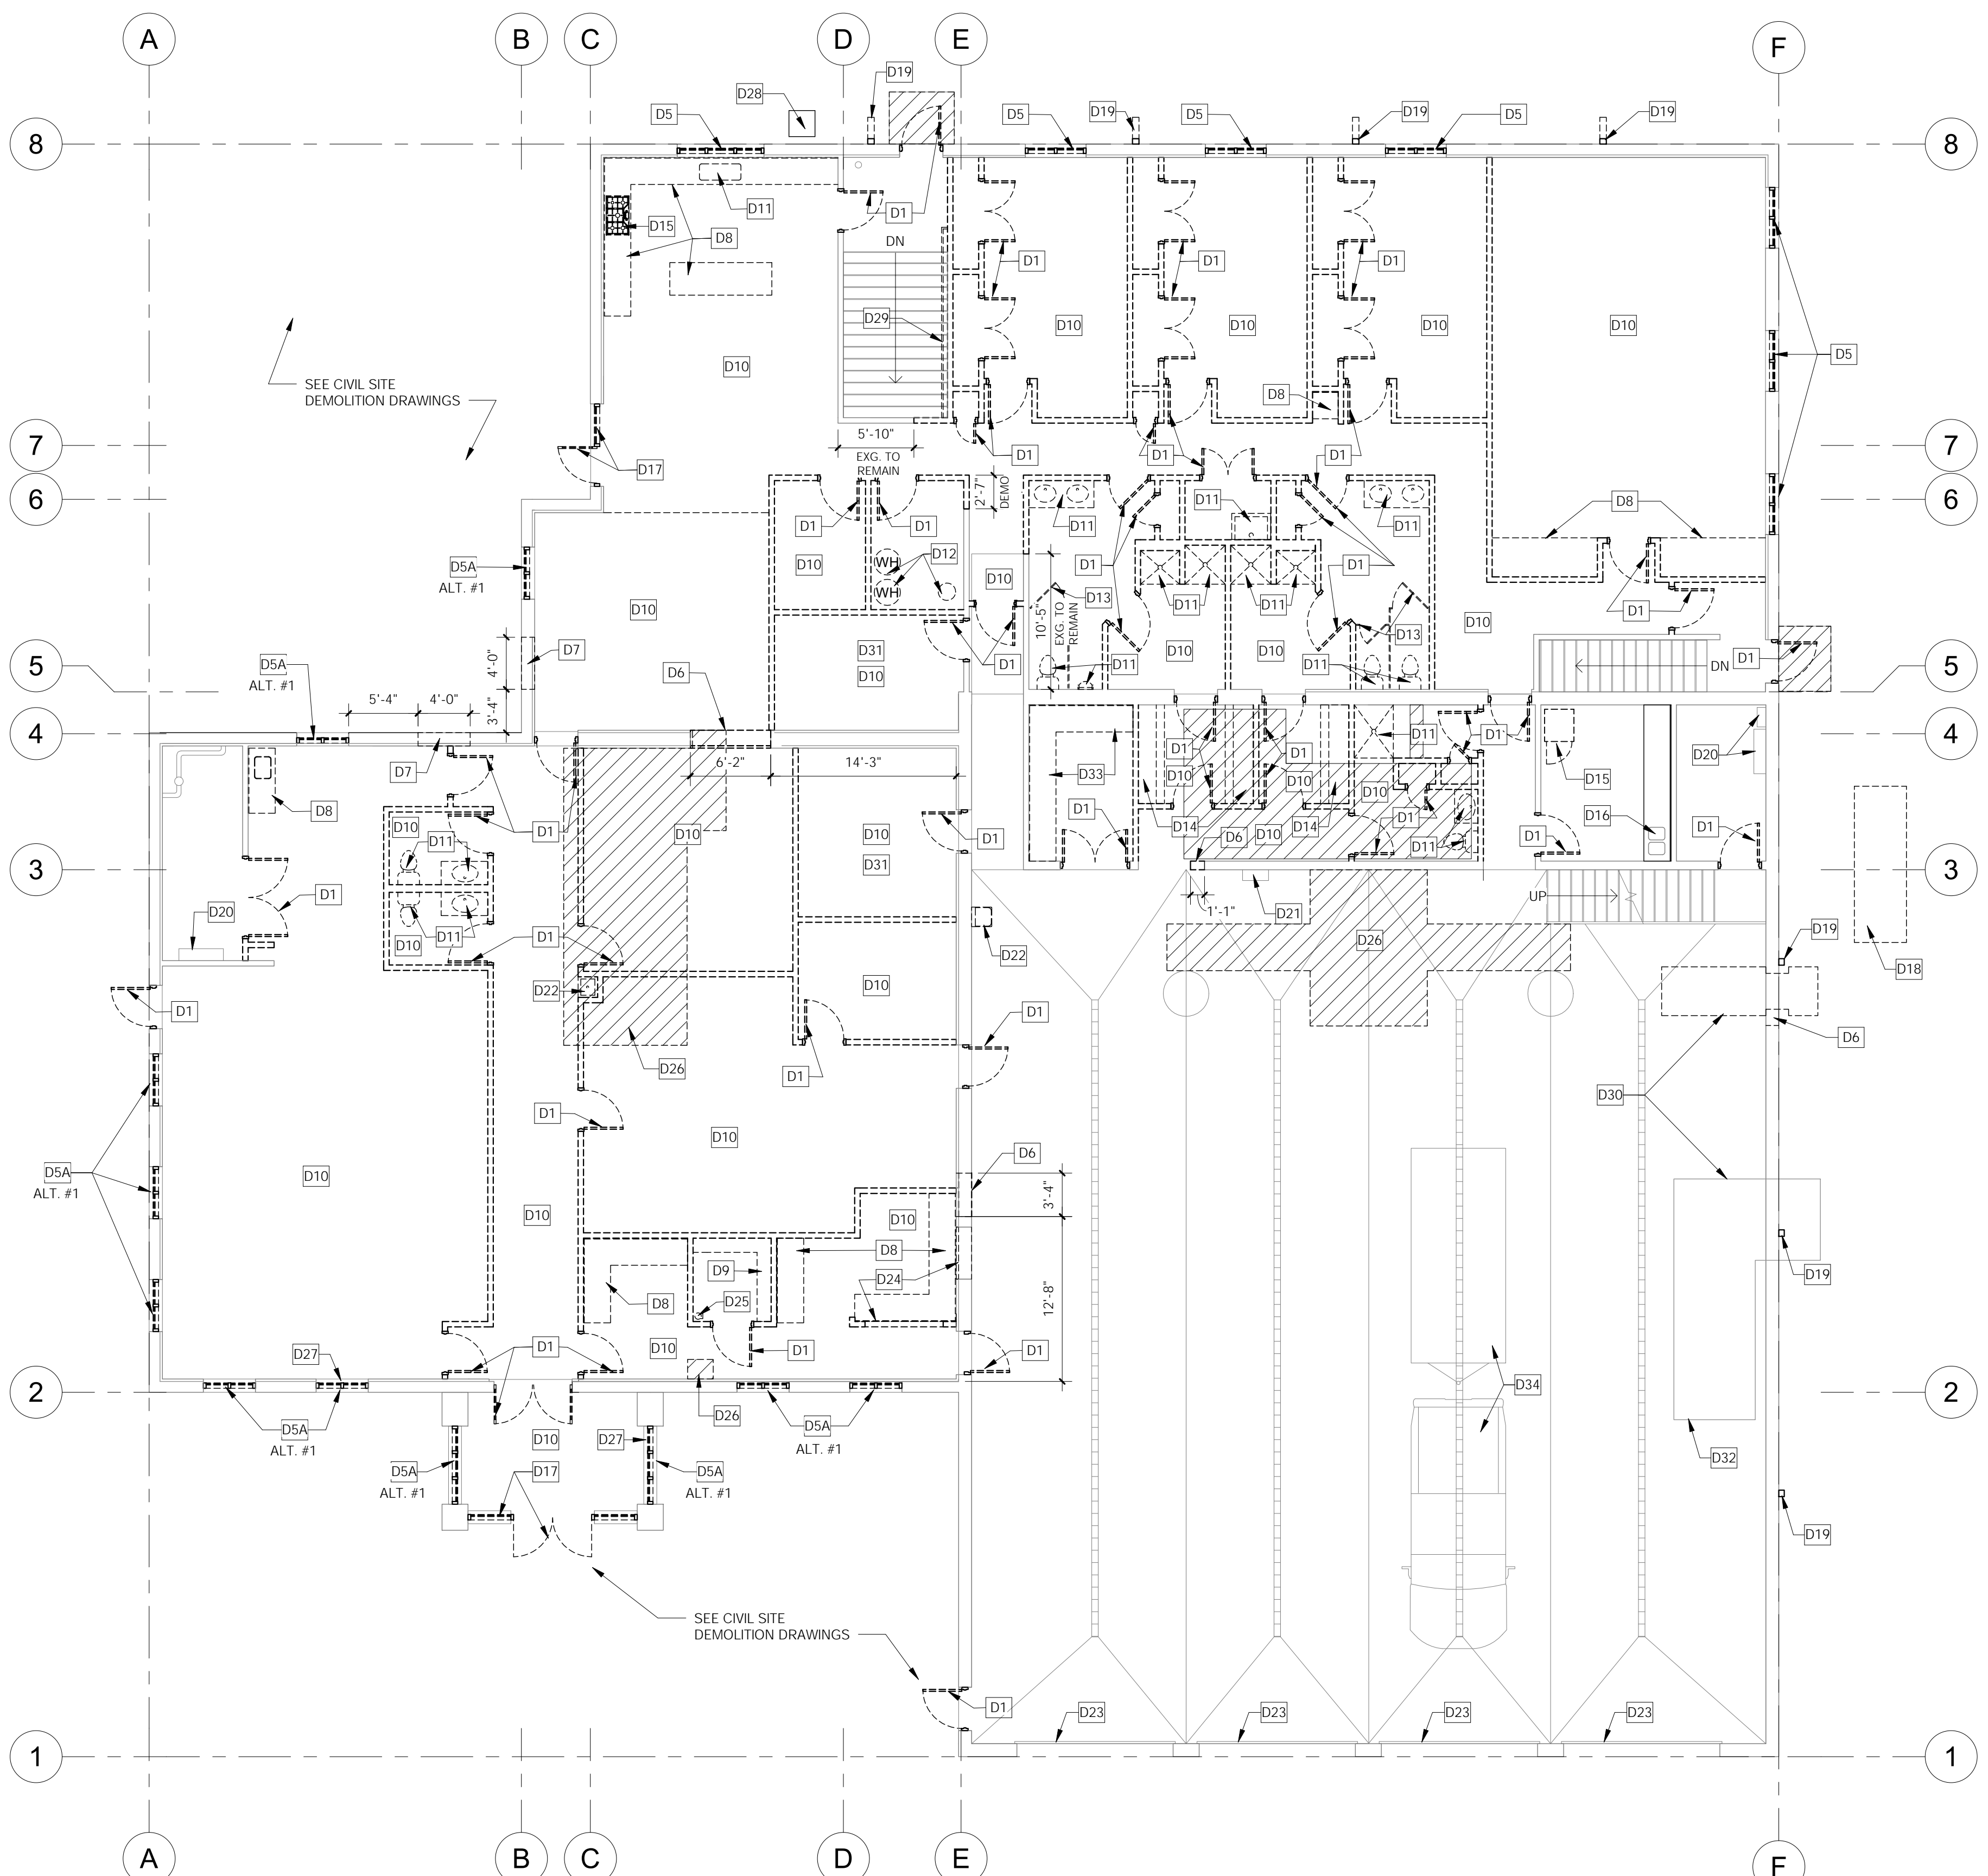 A
B
C
D
E
F
D19
D28
D5
D5
D19
D5
D19
D5
D19
8
8
D11
D15
D1
D8
DN
D1
D1
D1
D29
D10
D10
D10
D10
D10
D5
SEE CIVIL SITE
DEMOLITION DRAWINGS
D8
7
5'-10"
EXG. TO
REMAIN
D17
D1
D1
D1
7
6
2'-7"
DEMO
D11
D8
6
D1
D1
D11
D11
D12
WH
WH
D5A
ALT. #1
D10
D10
D1
D1
D13
10'-5"
EXG. TO
REMAIN
D11
D11
D10
D1
D10
D13
D7
4'-0"
D31
D10
D1
D10
D10
D1
5
D5A
ALT. #1
D6
D11
D11
DN
5
5'-4"
4'-0"
3'-4"
4
D7
6'-2"
14'-3"
D11
D1
D20
4
D1
D1
D33
D10
D10
D10
D15
D8
D1
D10
D10
D10
D1
D1
D14
D6
D10
D14
D1
D11
D16
D1
D1
D11
D31
3
D1
D20
D11
D10
D1
1'-1"
D21
UP
3
D26
D22
D19
D18
D22
D10
D1
D1
D6
D26
D1
D30
D1
D10
D10
D6
D5A
ALT. #1
3'-4"
D10
D10
D8
D9
D24
D19
D8
D25
12'-8"
D27
D1
D10
D1
D1
2
D34
2
D5A
ALT. #1
D26
D5A
ALT. #1
D10
D27
D5A
ALT. #1
D17
D5A
ALT. #1
D32
D19
SEE CIVIL SITE
DEMOLITION DRAWINGS
D1
D23
D23
D23
D23
1
1
A
B
C
D
E
F